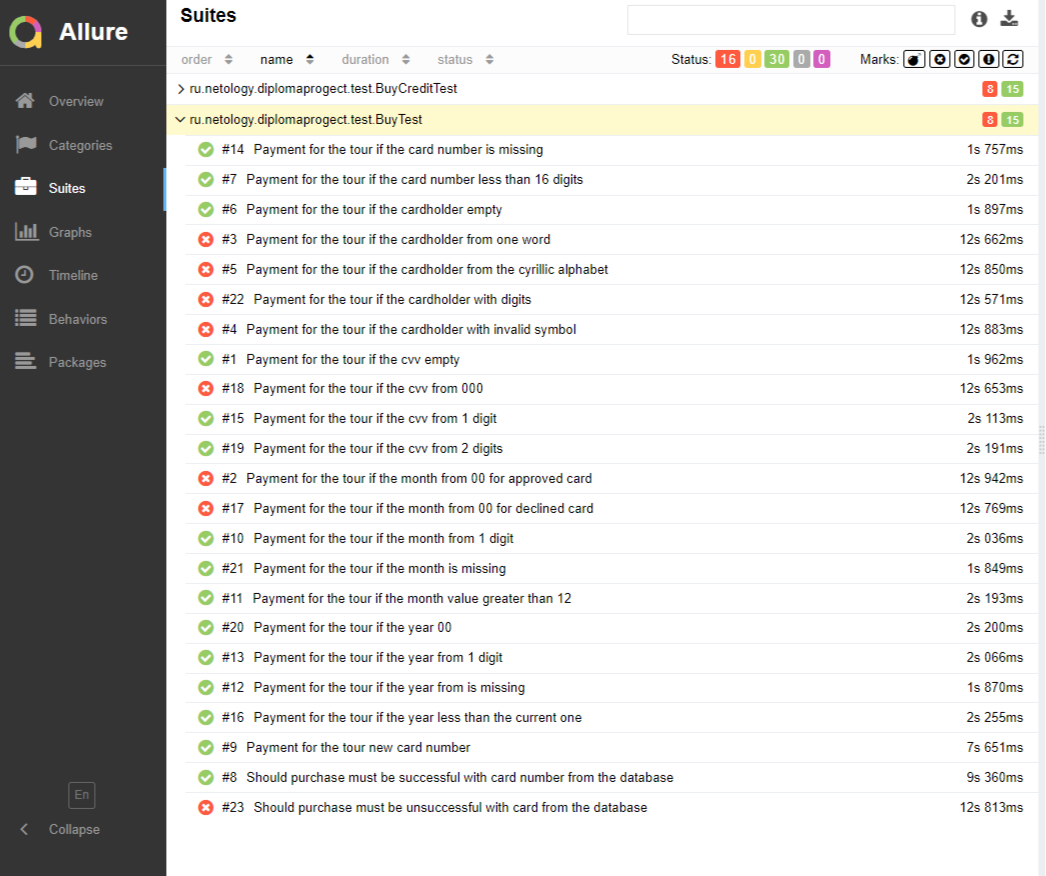 Allure
Overview
Categories
Suites
Graphs
Timeline
Behaviors
Packages
En
Collapse
Suites
order name duration status Status: 16 0 30 0 0 Marks:
ru.netology.diplomaprogect.test.BuyCreditTest 8 15
ru.netology.diplomaprogect.test.BuyTest 8 15
#14 Payment for the tour if the card number is missing 1s 757ms
#7 Payment for the tour if the card number less than 16 digits 2s 201ms
#6 Payment for the tour if the cardholder empty 1s 897ms
#3 Payment for the tour if the cardholder from one word 12s 662ms
#5 Payment for the tour if the cardholder from the cyrillic alphabet 12s 850ms
#22 Payment for the tour if the cardholder with digits 12s 571ms
#4 Payment for the tour if the cardholder with invalid symbol 12s 883ms
#1 Payment for the tour if the cvv empty 1s 962ms
#18 Payment for the tour if the cvv from 000 12s 653ms
#15 Payment for the tour if the cvv from 1 digit 2s 113ms
#19 Payment for the tour if the cvv from 2 digits 2s 191ms
#2 Payment for the tour if the month from 00 for approved card 12s 942ms
#17 Payment for the tour if the month from 00 for declined card 12s 769ms
#10 Payment for the tour if the month from 1 digit 2s 036ms
#21 Payment for the tour if the month is missing 1s 849ms
#11 Payment for the tour if the month value greater than 12 2s 193ms
#20 Payment for the tour if the year 00 2s 200ms
#13 Payment for the tour if the year from 1 digit 2s 066ms
#12 Payment for the tour if the year from is missing 1s 870ms
#16 Payment for the tour if the year less than the current one 2s 255ms
#9 Payment for the tour new card number 7s 651ms
#8 Should purchase must be successful with card number from the database 9s 360ms
#23 Should purchase must be unsuccessful with card from the database 12s 813ms